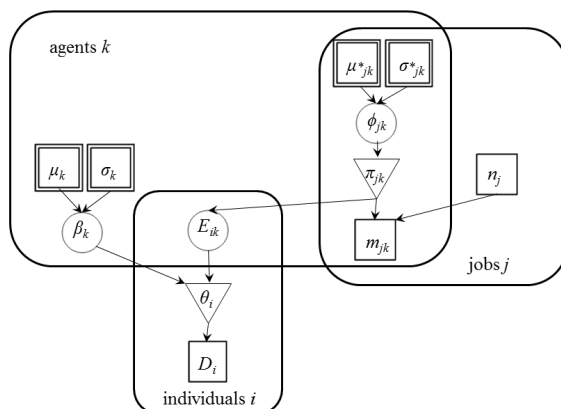 agents k
μ*jk σ*jk
ϕjk
μk σk
πjk
nj
βk
Eik
mjk
jobs j
θi
Di
individuals i